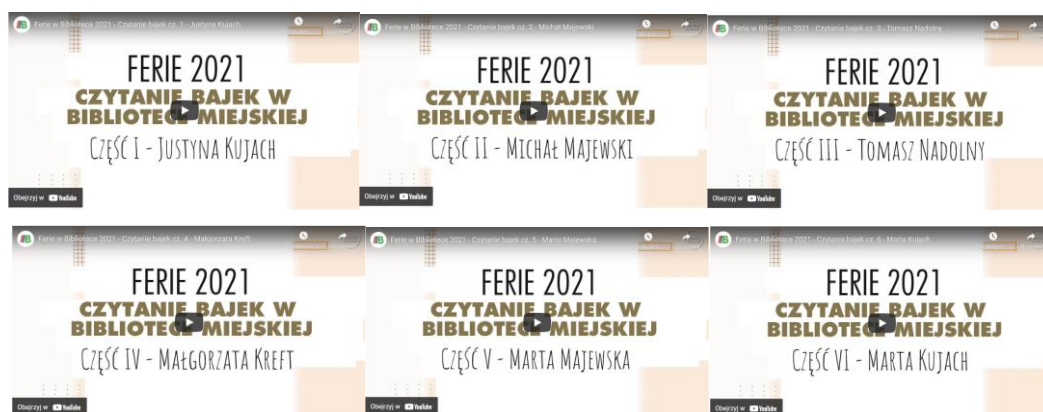 Ferie w Bibliotece 2021 - Czytanie bajek cz. 1 - Justyna Kujach
FERIE 2021
CZYTANIE BAJEK W
BIBLIOTECE MIEJSKIEJ
CZĘŚĆ I - JUSTYNA KUJACH
Obejrzyj w YouTube
Ferie w Bibliotece 2021 - Czytanie bajek cz. 2 - Michał Majewski
FERIE 2021
CZYTANIE BAJEK W
BIBLIOTECE MIEJSKIEJ
CZĘŚĆ II - MICHAŁ MAJEWSKI
Obejrzyj w YouTube
Ferie w Bibliotece 2021 - Czytanie bajek cz. 3 - Tomasz Nadolny
FERIE 2021
CZYTANIE BAJEK W
BIBLIOTECE MIEJSKIEJ
CZĘŚĆ III - TOMASZ NADOLNY
Obejrzyj w YouTube
Ferie w Bibliotece 2021 - Czytanie bajek cz. 4 - Małgorzata Kreft
FERIE 2021
CZYTANIE BAJEK W
BIBLIOTECE MIEJSKIEJ
CZĘŚĆ IV - MAŁGORZATA KREFT
Obejrzyj w YouTube
Ferie w Bibliotece 2021 - Czytanie bajek cz. 5 - Marta Majewska
FERIE 2021
CZYTANIE BAJEK W
BIBLIOTECE MIEJSKIEJ
CZĘŚĆ V - MARTA MAJEWSKA
Obejrzyj w YouTube
Ferie w Bibliotece 2021 - Czytanie bajek cz. 6 - Marta Kujach
FERIE 2021
CZYTANIE BAJEK W
BIBLIOTECE MIEJSKIEJ
CZĘŚĆ VI - MARTA KUJACH
Obejrzyj w YouTube